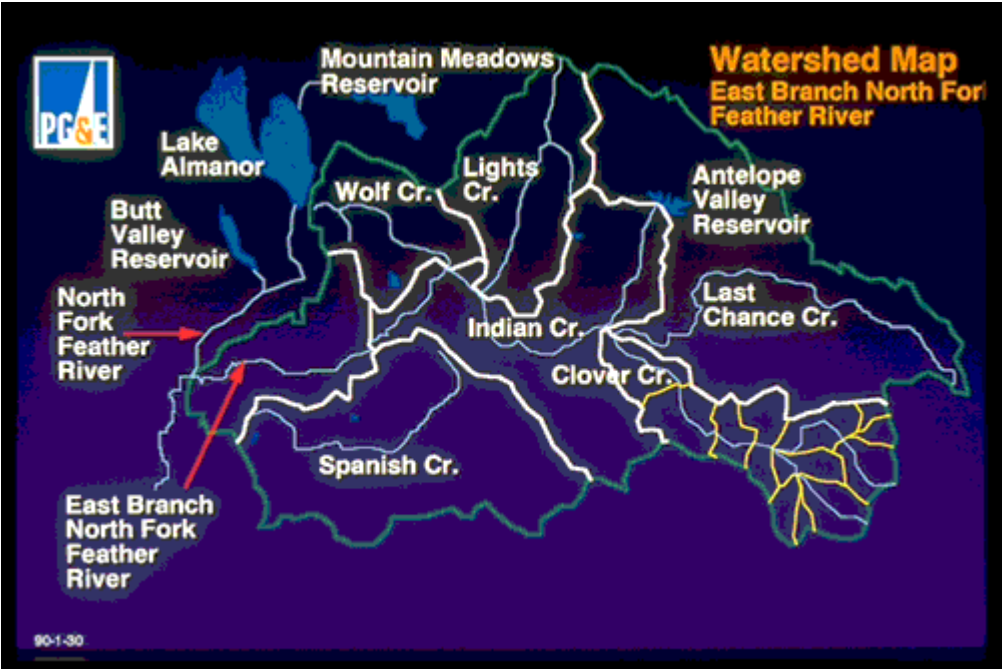 PG&E
Mountain Meadows
Reservoir
Watershed Map
East Branch North For
Feather River
Lake
Almanor
Wolf Cr.
Lights
Cr.
Antelope
Valley
Reservoir
Butt
Valley
Reservoir
North
Fork
Feather
River
Last
Chance Cr.
Indian Cr.
Clover Cr.
Spanish Cr.
East Branch
North Fork
Feather
River
90-1-30